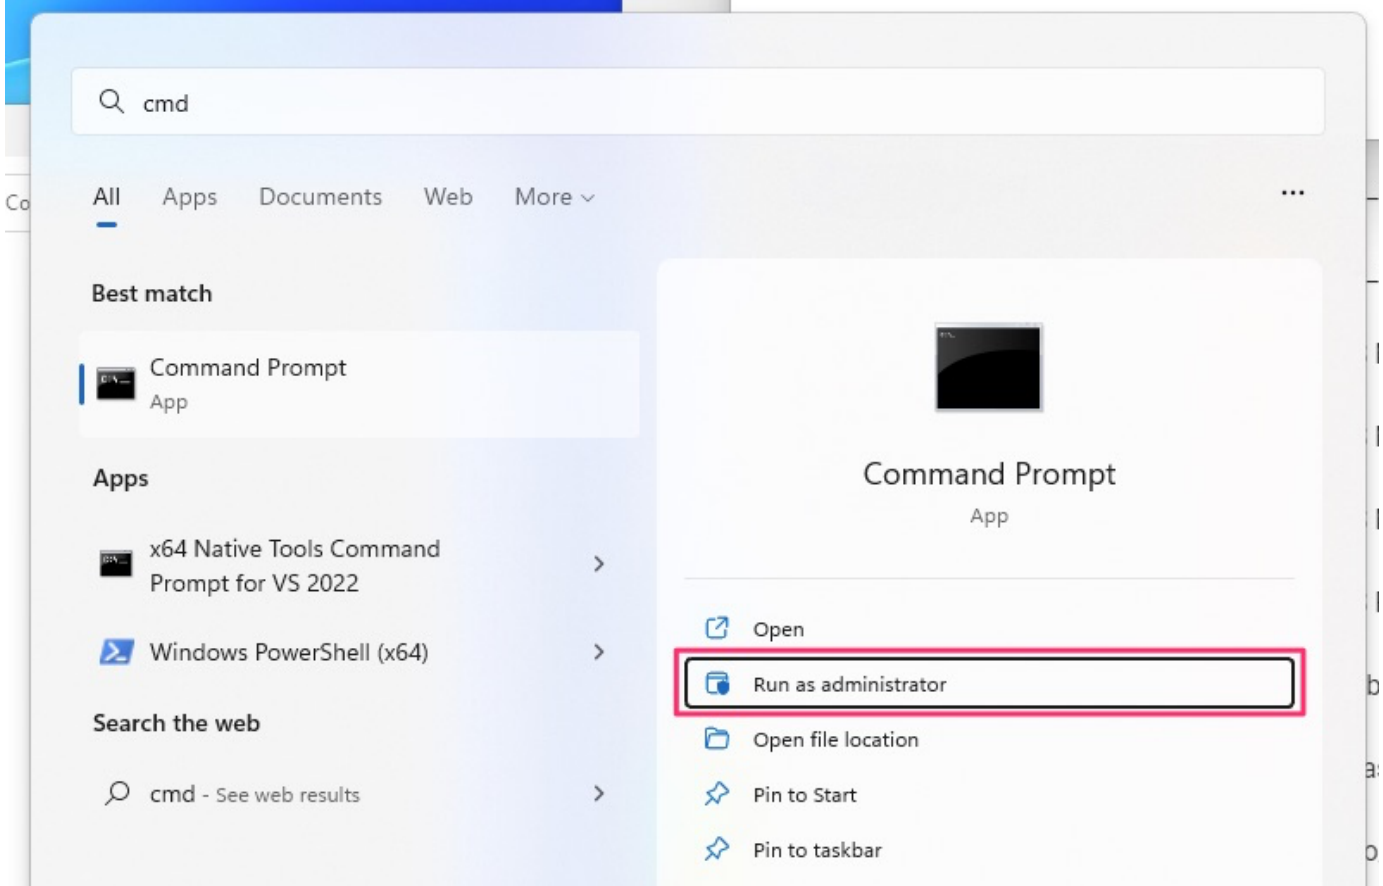 cmd
Co
All Apps Documents Web More
Best match
Command Prompt
App
Apps
x64 Native Tools Command
Prompt for VS 2022
Windows PowerShell (x64)
Search the web
cmd - See web results
Command Prompt
App
Open
Run as administrator
Open file location
Pin to Start
Pin to taskbar